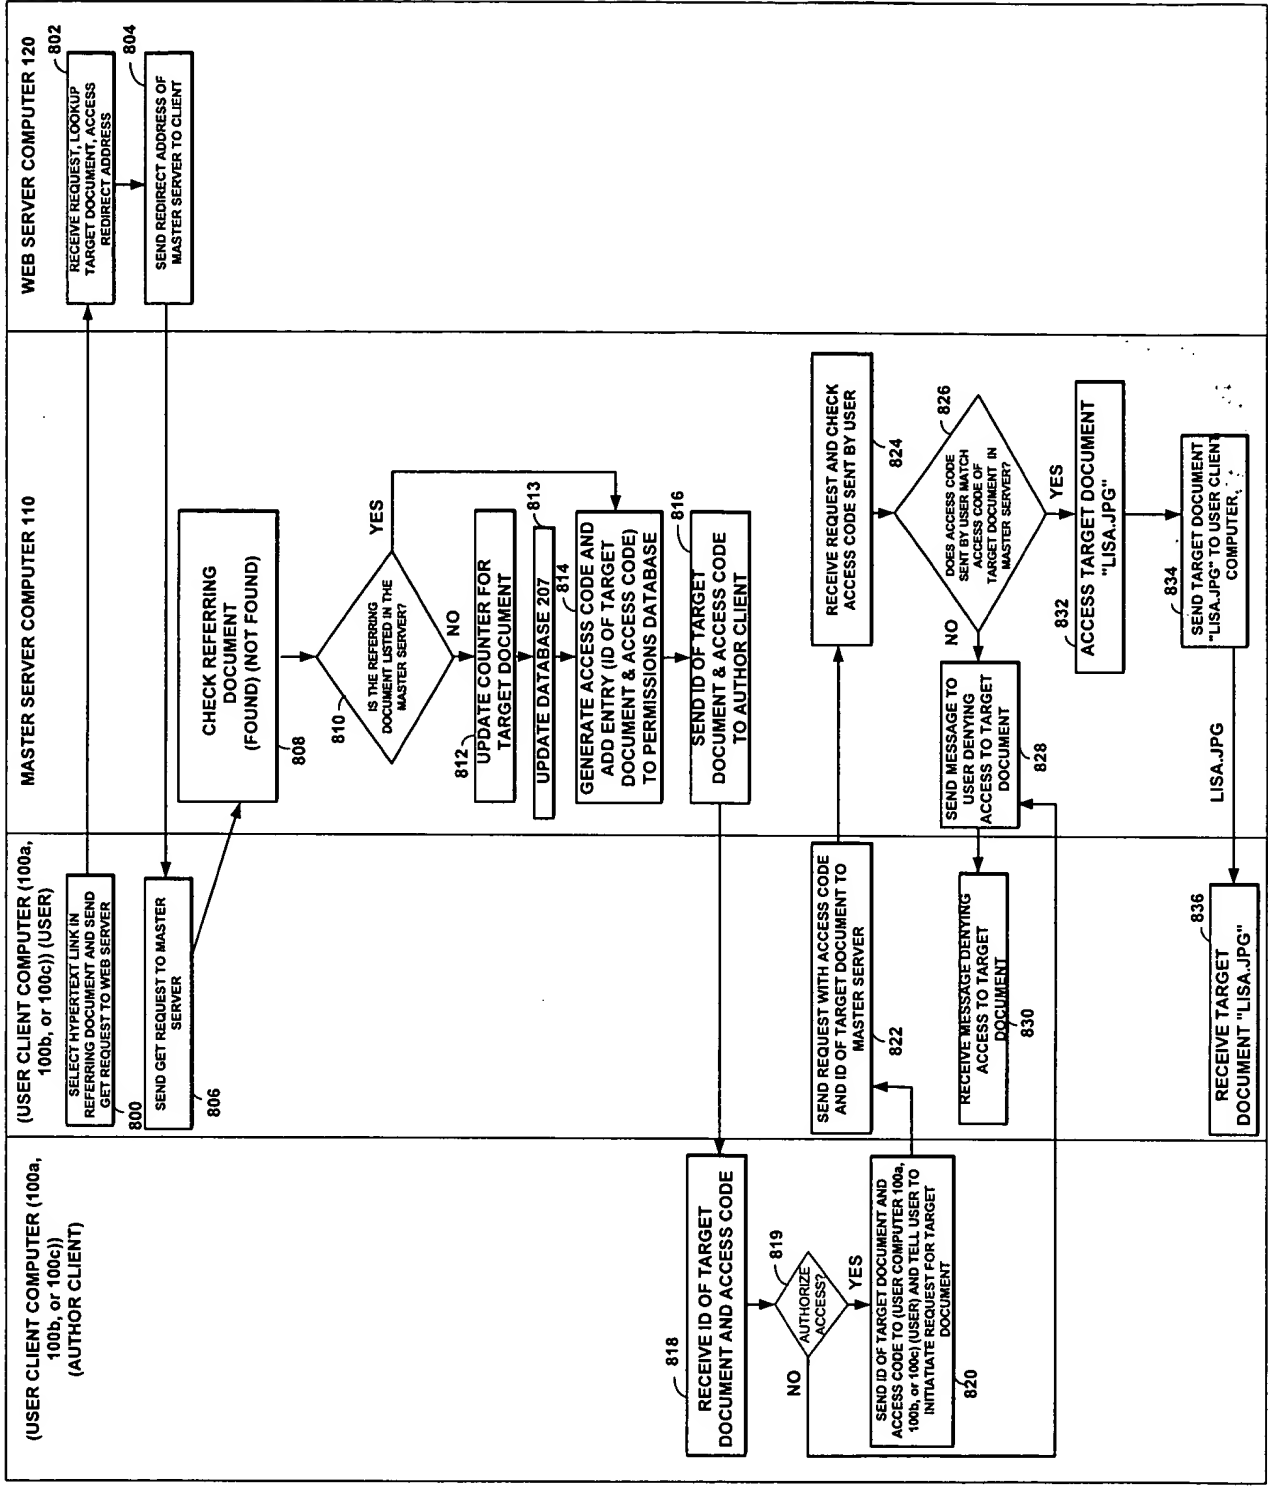 (USER CLIENT COMPUTER (100a,
100b, or 100c))
(AUTHOR CLIENT)
(USER CLIENT COMPUTER (100a,
100b, or 100c)) (USER)
MASTER SERVER COMPUTER 110
WEB SERVER COMPUTER 120
SELECT HYPERTEXT LINK IN
REFERRING DOCUMENT AND SEND
GET REQUEST TO WEB SERVER
800
RECEIVE REQUEST, LOOKUP
TARGET DOCUMENT, ACCESS
REDIRECT ADDRESS
802
SEND REDIRECT ADDRESS OF
MASTER SERVER TO CLIENT
804
SEND GET REQUEST TO MASTER
SERVER
806
CHECK REFERRING
DOCUMENT
(FOUND) (NOT FOUND)
808
810
IS THE REFERRING
DOCUMENT LISTED IN THE
MASTER SERVER?
YES
NO
812
UPDATE COUNTER FOR
TARGET DOCUMENT
UPDATE DATABASE 207
813
814
GENERATE ACCESS CODE AND
ADD ENTRY (ID OF TARGET
DOCUMENT & ACCESS CODE)
TO PERMISSIONS DATABASE
816
SEND ID OF TARGET
DOCUMENT & ACCESS CODE
TO AUTHOR CLIENT
818
RECEIVE ID OF TARGET
DOCUMENT AND ACCESS CODE
819
AUTHORIZE
ACCESS?
NO
YES
SEND ID OF TARGET DOCUMENT AND
ACCESS CODE TO (USER COMPUTER 100a,
100b, or 100c) (USER) AND TELL USER TO
INITIATIATE REQUEST FOR TARGET
DOCUMENT
820
SEND REQUEST WITH ACCESS CODE
AND ID OF TARGET DOCUMENT TO
MASTER SERVER
822
RECEIVE REQUEST AND CHECK
ACCESS CODE SENT BY USER
824
826
DOES ACCESS CODE
SENT BY USER MATCH
ACCESS CODE OF
TARGET DOCUMENT IN
MASTER SERVER?
NO
YES
SEND MESSAGE TO
USER DENYING
ACCESS TO TARGET
DOCUMENT
828
RECEIVE MESSAGE DENYING
ACCESS TO TARGET
DOCUMENT
830
832
ACCESS TARGET DOCUMENT
"LISA.JPG"
834
SEND TARGET DOCUMENT
"LISA.JPG" TO USER CLIENT
COMPUTER
LISA.JPG
836
RECEIVE TARGET
DOCUMENT "LISA.JPG"